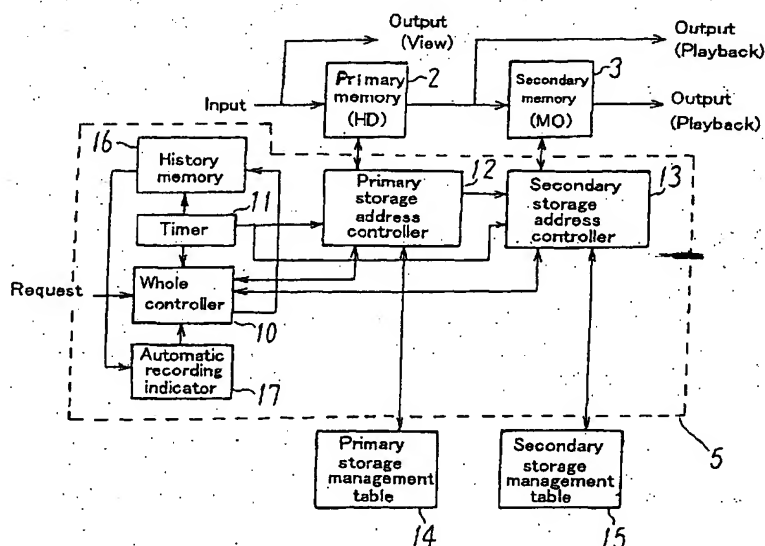 Output
(View)
Output
(Playback)
2
3
Input
Primary
memory
(HD)
Secondary
memory
(MO)
Output
(Playback)
16
History
memory
12
13
11
Timer
Primary
storage
address
controller
Secondary
storage
address
controller
Request
Whole
controller
10
Automatic
recording
indicator
17
5
Primary
storage
management
table
Secondary
storage
management
table
14
15